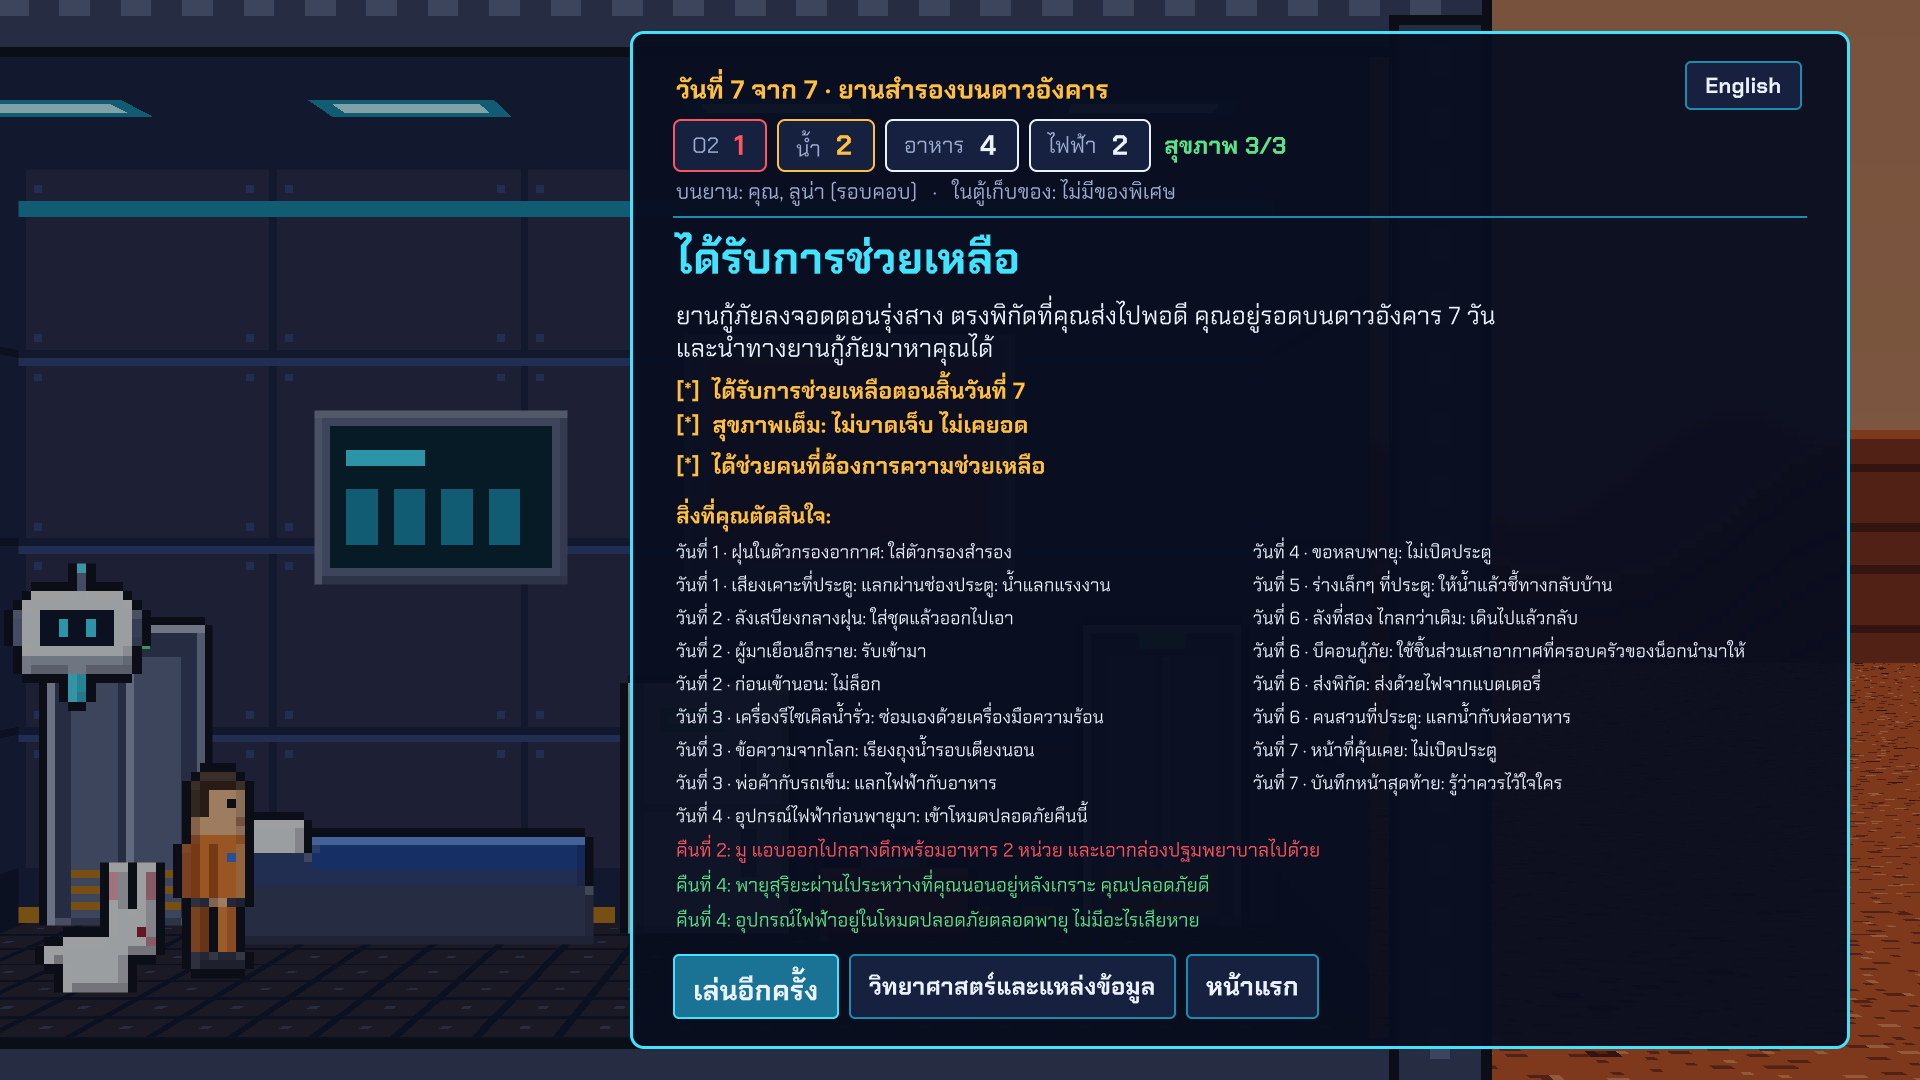 วันที่ 7 จาก 7 · ยานสำรองบนดาวอังคาร
English
O2 1 น้ำ 2 อาหาร 4 ไฟฟ้า 2 สุขภาพ 3/3
บนยาน: คุณ, ลูน่า (รอบคอบ) · ในตู้เก็บของ: ไม่มีของพิเศษ
ได้รับการช่วยเหลือ
ยานกู้ภัยลงจอดตอนรุ่งสาง ตรงพิกัดที่คุณส่งไปพอดี คุณอยู่รอดบนดาวอังคาร 7 วัน
และนำทางยานกู้ภัยมาหาคุณได้
[*] ได้รับการช่วยเหลือตอนสิ้นวันที่ 7
[*] สุขภาพเต็ม: ไม่บาดเจ็บ ไม่เคยอด
[*] ได้ช่วยคนที่ต้องการความช่วยเหลือ
สิ่งที่คุณตัดสินใจ:
วันที่ 1 · ฝุ่นในตัวกรองอากาศ: ใส่ตัวกรองสำรอง
วันที่ 1 · เสียงเคาะที่ประตู: แลกผ่านช่องประตู: น้ำแลกแรงงาน
วันที่ 2 · ลังเสบียงกลางฝุ่น: ใส่ชุดแล้วออกไปเอา
วันที่ 2 · ผู้มาเยือนอีกราย: รับเข้ามา
วันที่ 2 · ก่อนเข้านอน: ไม่ล็อก
วันที่ 3 · เครื่องรีไซเคิลน้ำรั่ว: ซ่อมเองด้วยเครื่องมือความร้อน
วันที่ 3 · ข้อความจากโลก: เรียงถุงน้ำรอบเตียงนอน
วันที่ 3 · พ่อค้ากับรถเข็น: แลกไฟฟ้ากับอาหาร
วันที่ 4 · อุปกรณ์ไฟฟ้าก่อนพายุมา: เข้าโหมดปลอดภัยคืนนี้
วันที่ 4 · ขอหลบพายุ: ไม่เปิดประตู
วันที่ 5 · ร่างเล็กๆ ที่ประตู: ให้น้ำแล้วชี้ทางกลับบ้าน
วันที่ 6 · ลังที่สอง ไกลกว่าเดิม: เดินไปแล้วกลับ
วันที่ 6 · บีคอนกู้ภัย: ใช้ชิ้นส่วนเสาอากาศที่ครอบครัวของน็อกนำมาให้
วันที่ 6 · ส่งพิกัด: ส่งด้วยไฟจากแบตเตอรี่
วันที่ 6 · คนสวนที่ประตู: แลกน้ำกับห่ออาหาร
วันที่ 7 · หน้าที่คุ้นเคย: ไม่เปิดประตู
วันที่ 7 · บันทึกหน้าสุดท้าย: รู้ว่าควรไว้ใจใคร
คืนที่ 2: มู แอบออกไปกลางดึกพร้อมอาหาร 2 หน่วย และเอากล่องปฐมพยาบาลไปด้วย
คืนที่ 4: พายุสุริยะผ่านไประหว่างที่คุณนอนอยู่หลังเกราะ คุณปลอดภัยดี
คืนที่ 4: อุปกรณ์ไฟฟ้าอยู่ในโหมดปลอดภัยตลอดพายุ ไม่มีอะไรเสียหาย
เล่นอีกครั้ง
วิทยาศาสตร์และแหล่งข้อมูล
หน้าแรก